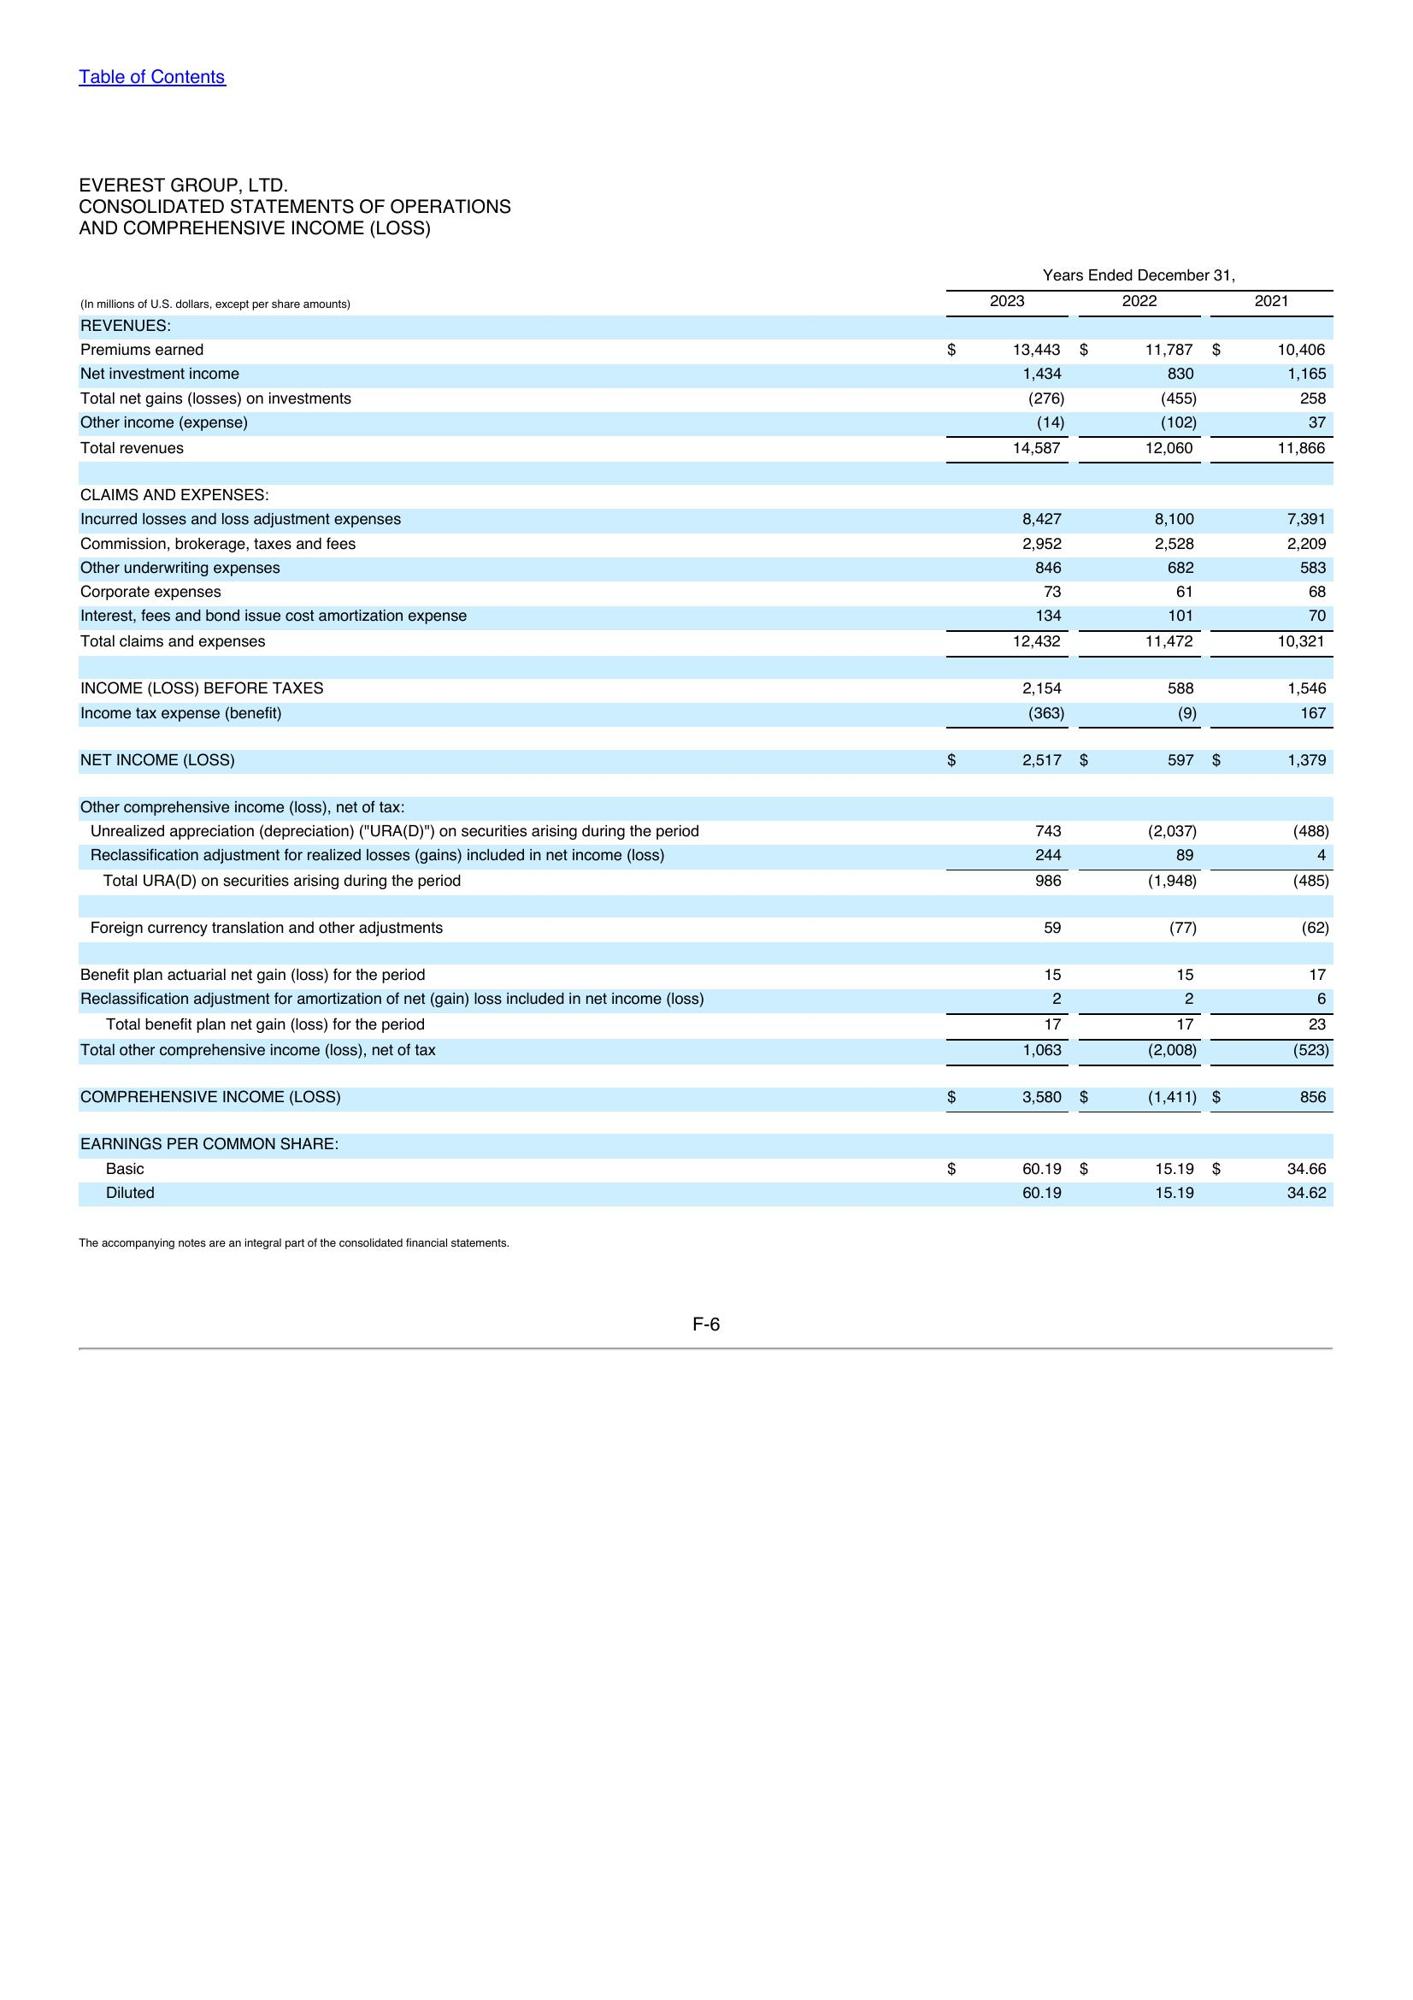 Table of Contents
EVEREST GROUP, LTD.
CONSOLIDATED STATEMENTS OF OPERATIONS
AND COMPREHENSIVE INCOME (LOSS)
Years Ended December 31,
(In millions of U.S. dollars, except per share amounts) 2023 2022 2021
REVENUES:
Premiums earned $ 13,443 $ 11,787 $ 10,406
Net investment income 1,434 830 1,165
Total net gains (losses) on investments (276) (455) 258
Other income (expense) (14) (102) 37
Total revenues 14,587 12,060 11,866
CLAIMS AND EXPENSES:
Incurred losses and loss adjustment expenses 8,427 8,100 7,391
Commission, brokerage, taxes and fees 2,952 2,528 2,209
Other underwriting expenses 846 682 583
Corporate expenses 73 61 68
Interest, fees and bond issue cost amortization expense 134 101 70
Total claims and expenses 12,432 11,472 10,321
INCOME (LOSS) BEFORE TAXES 2,154 588 1,546
Income tax expense (benefit) (363) (9) 167
NET INCOME (LOSS) $ 2,517 $ 597 $ 1,379
Other comprehensive income (loss), net of tax:
Unrealized appreciation (depreciation) ("URA(D)") on securities arising during the period 743 (2,037) (488)
Reclassification adjustment for realized losses (gains) included in net income (loss) 244 89 4
Total URA(D) on securities arising during the period 986 (1,948) (485)
Foreign currency translation and other adjustments 59 (77) (62)
Benefit plan actuarial net gain (loss) for the period 15 15 17
Reclassification adjustment for amortization of net (gain) loss included in net income (loss) 2 2 6
Total benefit plan net gain (loss) for the period 17 17 23
Total other comprehensive income (loss), net of tax 1,063 (2,008) (523)
COMPREHENSIVE INCOME (LOSS) $ 3,580 $ (1,411) $ 856
EARNINGS PER COMMON SHARE:
Basic $ 60.19 $ 15.19 $ 34.66
Diluted 60.19 15.19 34.62
The accompanying notes are an integral part of the consolidated financial statements.
F-6